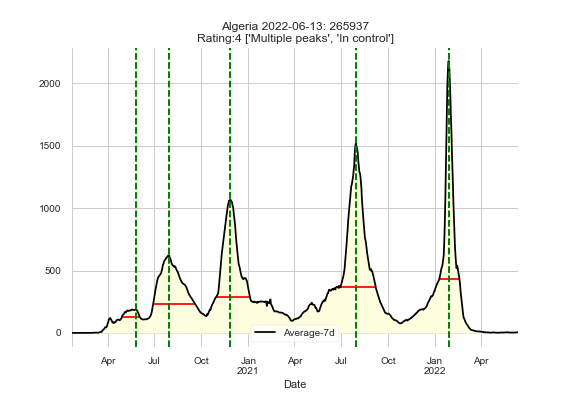 Algeria 2022-06-13: 265937
Rating:4 ['Multiple peaks', 'In control']
2000
1500
1000
500
0
Average-7d
Apr Jul Oct Jan Apr Jul Oct Jan Apr
2021 2022
Date